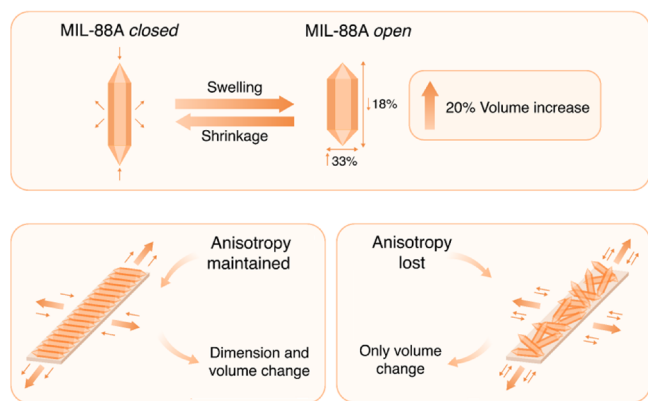 MIL-88A closed
MIL-88A open
Swelling
Shrinkage
↓18%
↑33%
20% Volume increase
Anisotropy
maintained
Dimension and
volume change
Anisotropy
lost
Only volume
change